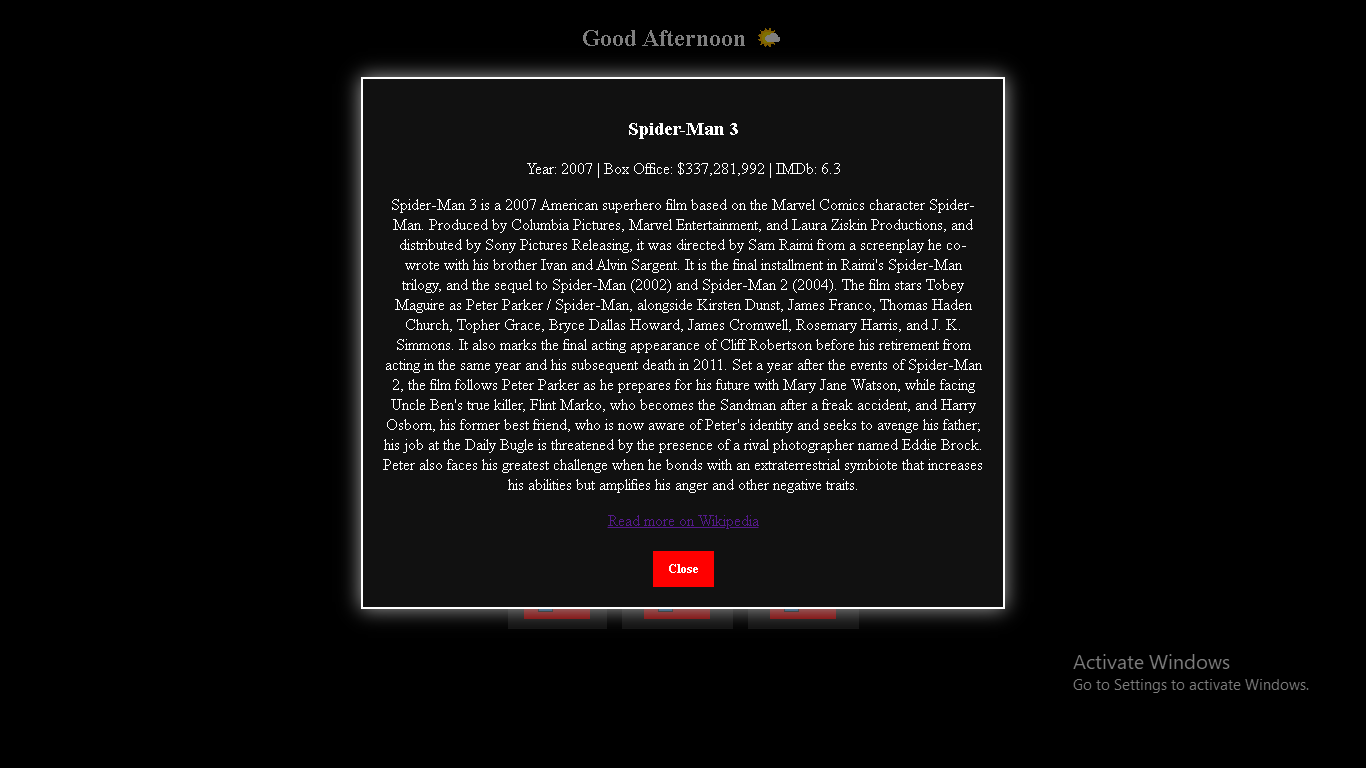 Good Afternoon 🌤️
Spider-Man 3
Year: 2007 | Box Office: $337,281,992 | IMDb: 6.3
Spider-Man 3 is a 2007 American superhero film based on the Marvel Comics character Spider-
Man. Produced by Columbia Pictures, Marvel Entertainment, and Laura Ziskin Productions, and
distributed by Sony Pictures Releasing, it was directed by Sam Raimi from a screenplay he co-
wrote with his brother Ivan and Alvin Sargent. It is the final installment in Raimi's Spider-Man
trilogy, and the sequel to Spider-Man (2002) and Spider-Man 2 (2004). The film stars Tobey
Maguire as Peter Parker / Spider-Man, alongside Kirsten Dunst, James Franco, Thomas Haden
Church, Topher Grace, Bryce Dallas Howard, James Cromwell, Rosemary Harris, and J. K.
Simmons. It also marks the final acting appearance of Cliff Robertson before his retirement from
acting in the same year and his subsequent death in 2011. Set a year after the events of Spider-Man
2, the film follows Peter Parker as he prepares for his future with Mary Jane Watson, while facing
Uncle Ben's true killer, Flint Marko, who becomes the Sandman after a freak accident, and Harry
Osborn, his former best friend, who is now aware of Peter's identity and seeks to avenge his father;
his job at the Daily Bugle is threatened by the presence of a rival photographer named Eddie Brock.
Peter also faces his greatest challenge when he bonds with an extraterrestrial symbiote that increases
his abilities but amplifies his anger and other negative traits.
Read more on Wikipedia
Close
Activate Windows
Go to Settings to activate Windows.